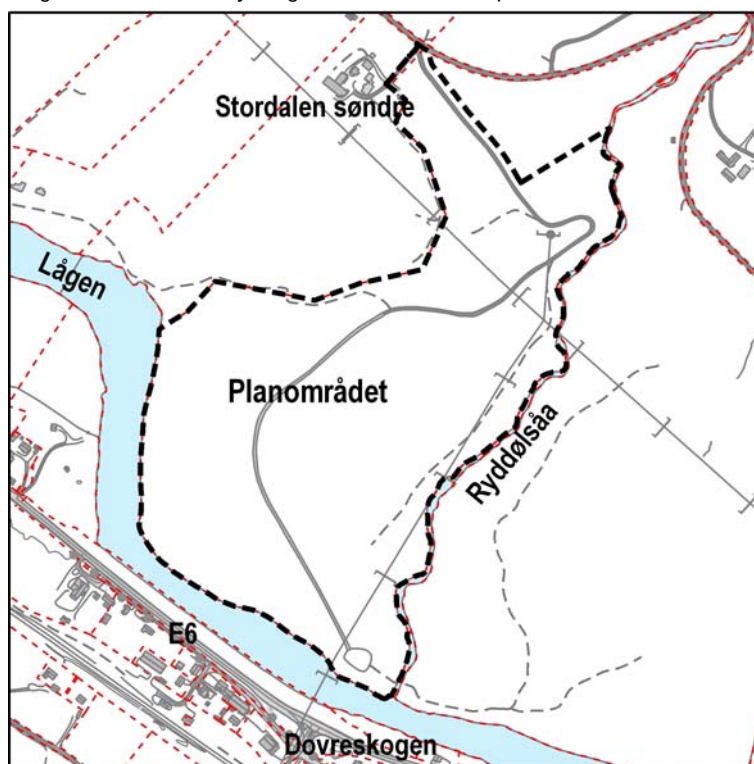 Stordalen søndre
Lågen
Planområdet
Ryddølsåa
E6
Dovreskogen